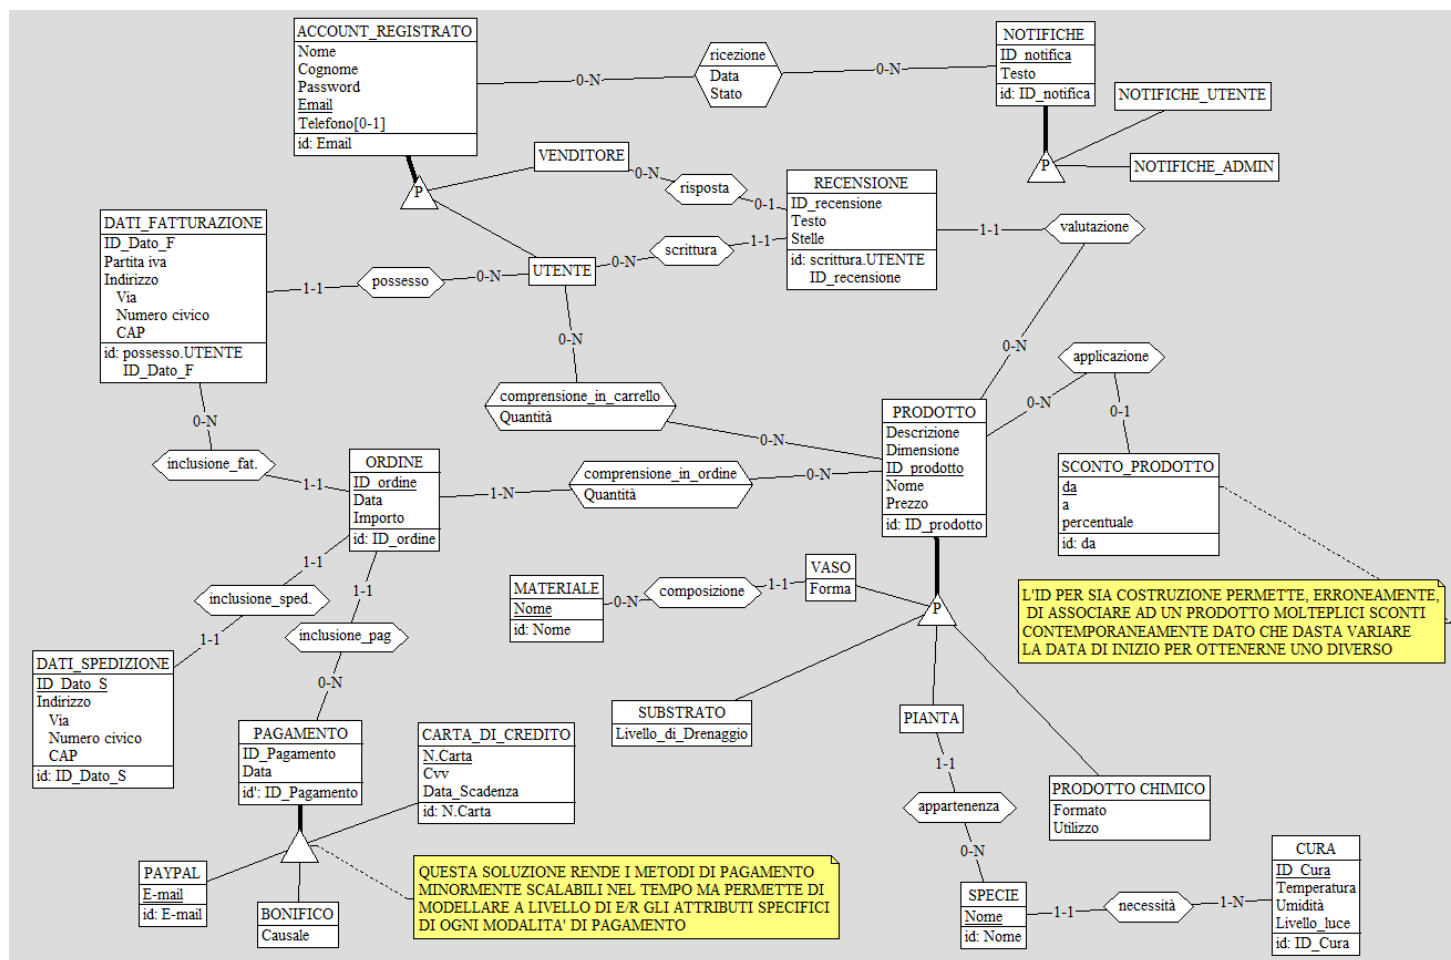 ACCOUNT_REGISTRATO
Nome
Cognome
Password
Email
Telefono[0-1]
id: Email
0-N
ricezione
Data
Stato
0-N
NOTIFICHE
ID_notifica
Testo
id: ID_notifica
NOTIFICHE_UTENTE
P
NOTIFICHE_ADMIN
P
VENDITORE
0-N
risposta
0-1
RECENSIONE
ID_recensione
Testo
Stelle
id: scrittura.UTENTE
ID_recensione
1-1
valutazione
0-N
DATI_FATTURAZIONE
ID_Dato_F
Partita iva
Indirizzo
Via
Numero civico
CAP
id: possesso.UTENTE
ID_Dato_F
1-1
possesso
0-N
UTENTE
0-N
scrittura
1-1
0-N
comprensione_in_carrello
Quantità
0-N
applicazione
0-N
0-1
PRODOTTO
Descrizione
Dimensione
ID_prodotto
Nome
Prezzo
id: ID_prodotto
SCONTO_PRODOTTO
da
a
percentuale
id: da
0-N
inclusione_fat.
1-1
ORDINE
ID_ordine
Data
Importo
id: ID_ordine
1-N
comprensione_in_ordine
Quantità
0-N
L'ID PER SIA COSTRUZIONE PERMETTE, ERRONEAMENTE,
DI ASSOCIARE AD UN PRODOTTO MOLTEPLICI SCONTI
CONTEMPORANEAMENTE DATO CHE DASTA VARIARE
LA DATA DI INIZIO PER OTTENERNE UNO DIVERSO
1-1
inclusione_sped.
1-1
1-1
inclusione_pag
0-N
MATERIALE
Nome
id: Nome
0-N
composizione
1-1
VASO
Forma
P
DATI_SPEDIZIONE
ID_Dato_S
Indirizzo
Via
Numero civico
CAP
id: ID_Dato_S
PAGAMENTO
ID_Pagamento
Data
id': ID_Pagamento
CARTA_DI_CREDITO
N.Carta
Cvv
Data_Scadenza
id: N.Carta
SUBSTRATO
Livello_di_Drenaggio
PIANTA
1-1
appartenenza
0-N
PRODOTTO CHIMICO
Formato
Utilizzo
PAYPAL
E-mail
id: E-mail
BONIFICO
Causale
QUESTA SOLUZIONE RENDE I METODI DI PAGAMENTO
MINORMENTE SCALABILI NEL TEMPO MA PERMETTE DI
MODELLARE A LIVELLO DI E/R GLI ATTRIBUTI SPECIFICI
DI OGNI MODALITA' DI PAGAMENTO
SPECIE
Nome
id: Nome
1-1
necessità
1-N
CURA
ID_Cura
Temperatura
Umidità
Livello_luce
id: ID_Cura